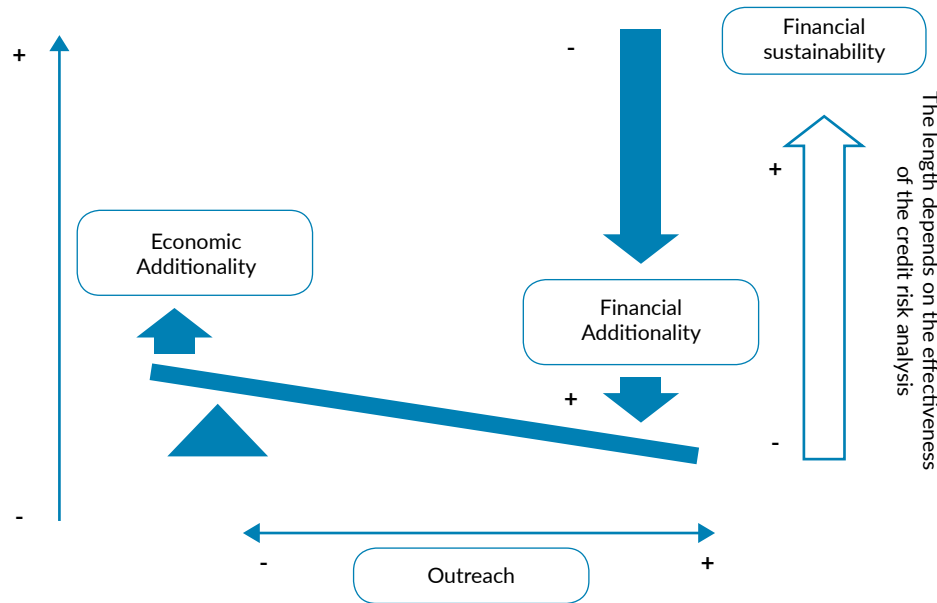 Financial
sustainability
+
-
The length depends on the effectiveness
of the credit risk analysis
+
Economic
Additionality
Financial
Additionality
+
-
-
-
+
Outreach